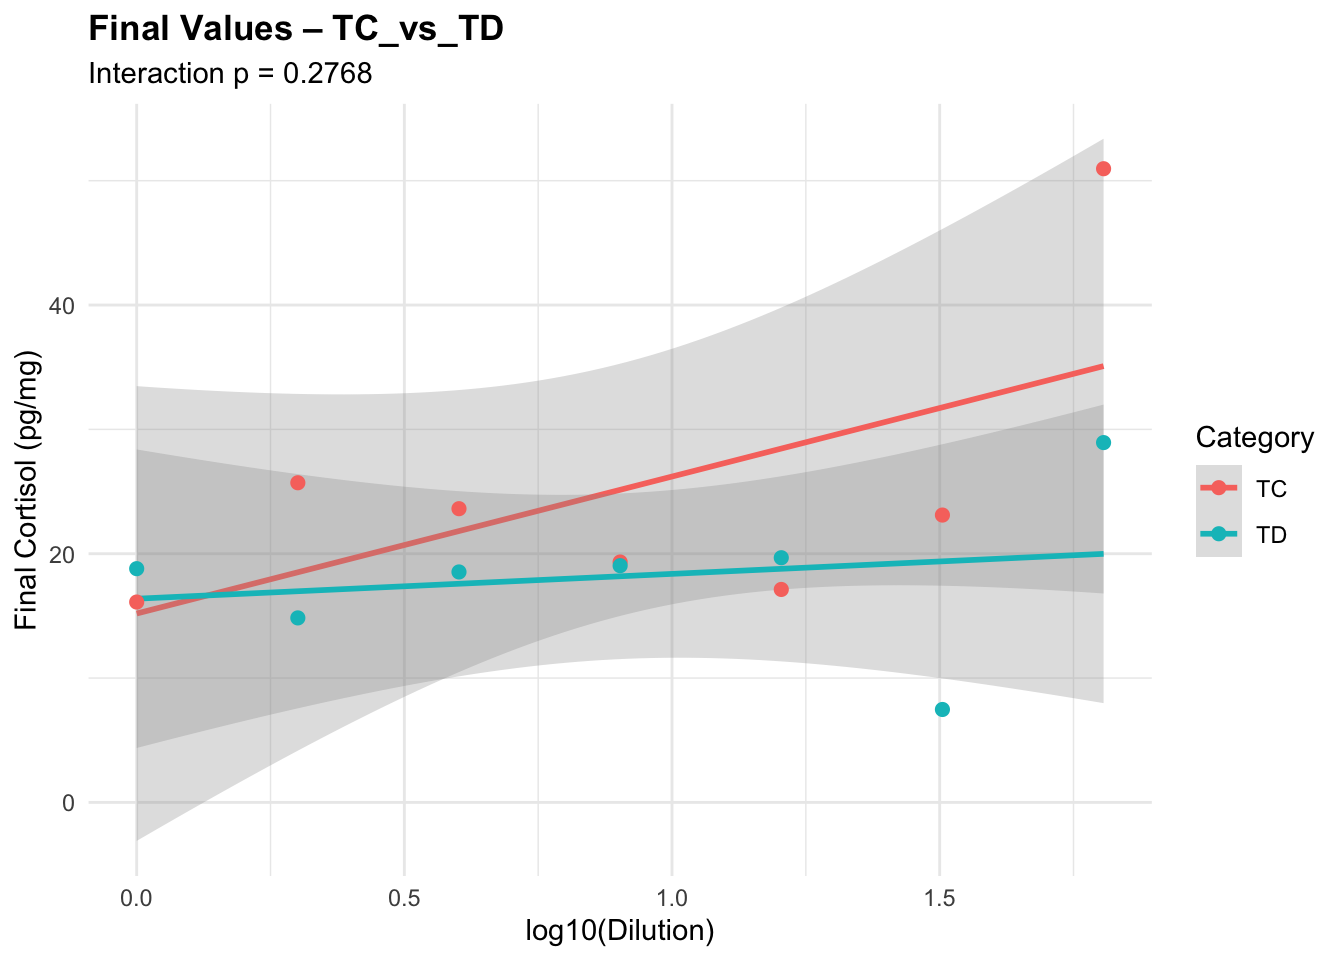 Final Values – TC_vs_TD
Interaction p = 0.2768
Final Cortisol (pg/mg)
40
20
0
0.0 0.5 1.0 1.5
log10(Dilution)
Category
TC
TD